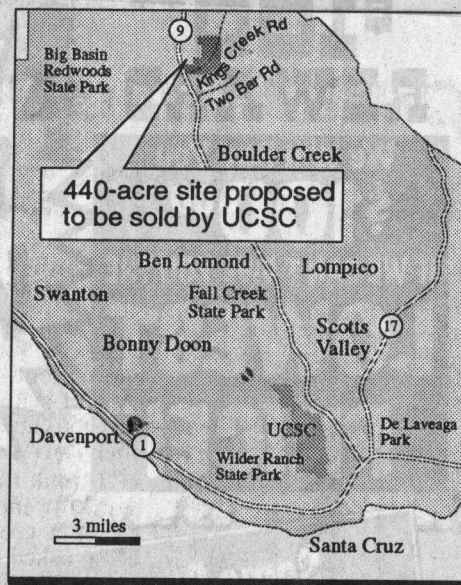 9
Kings Creek Rd
Two Bar Rd
Big Basin
Redwoods
State Park
Boulder Creek
440-acre site proposed
to be sold by UCSC
Ben Lomond
Lompico
Swanton
Fall Creek
State Park
Scotts
Valley
17
Bonny Doon
UCSC
De Laveaga
Park
Davenport
1
Wilder Ranch
State Park
3 miles
Santa Cruz